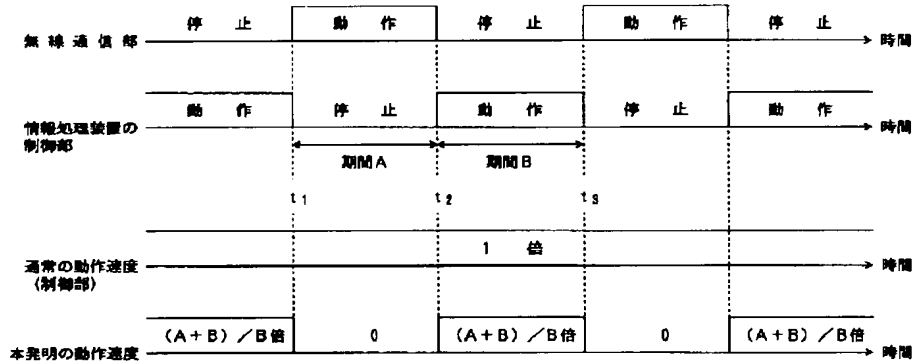 無線通信部 停止 動作 停止 動作 停止 時間
情報処理装置の制御部 動作 停止 動作 停止 動作 時間
期間A 期間B
t1 t2 t3
通常の動作速度(制御部) 1倍 時間
本発明の動作速度 (A+B)/B倍 0 (A+B)/B倍 0 (A+B)/B倍 時間